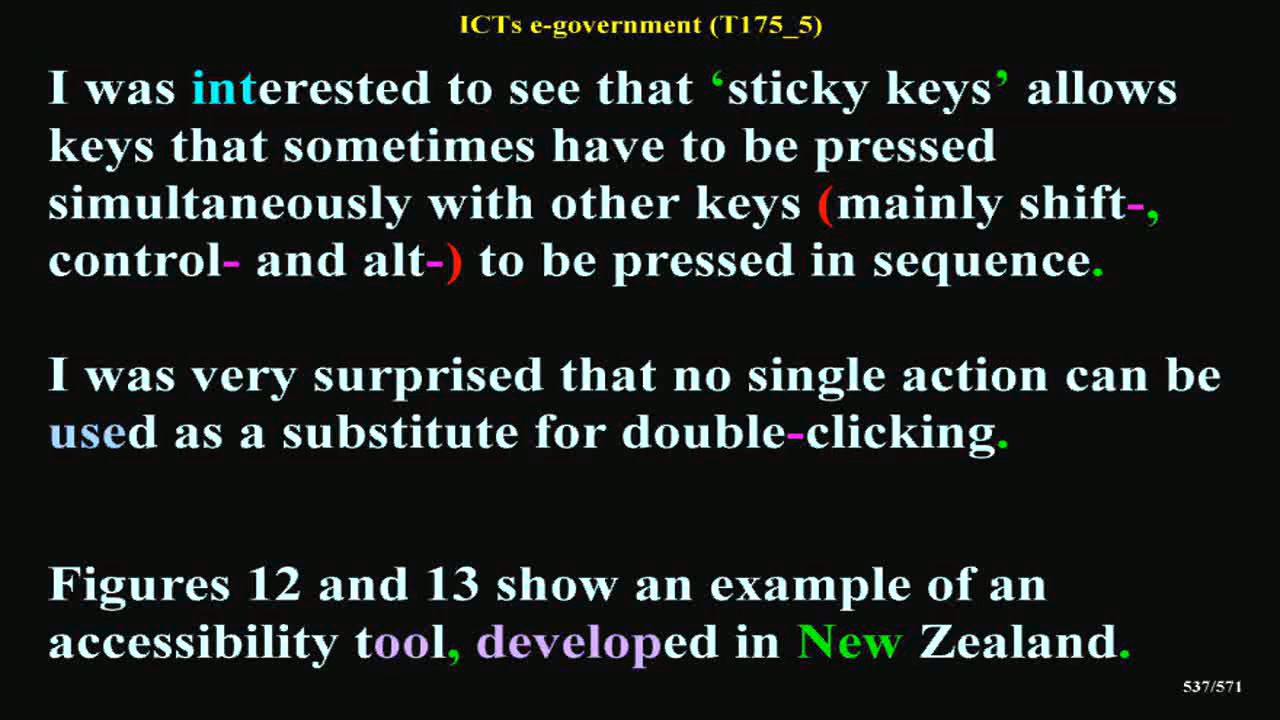 ICTs e-government (T175_5)
I was interested to see that ‘sticky keys’ allows
keys that sometimes have to be pressed
simultaneously with other keys (mainly shift-,
control- and alt-) to be pressed in sequence.
I was very surprised that no single action can be
used as a substitute for double-clicking.
Figures 12 and 13 show an example of an
accessibility tool, developed in New Zealand.
537/571